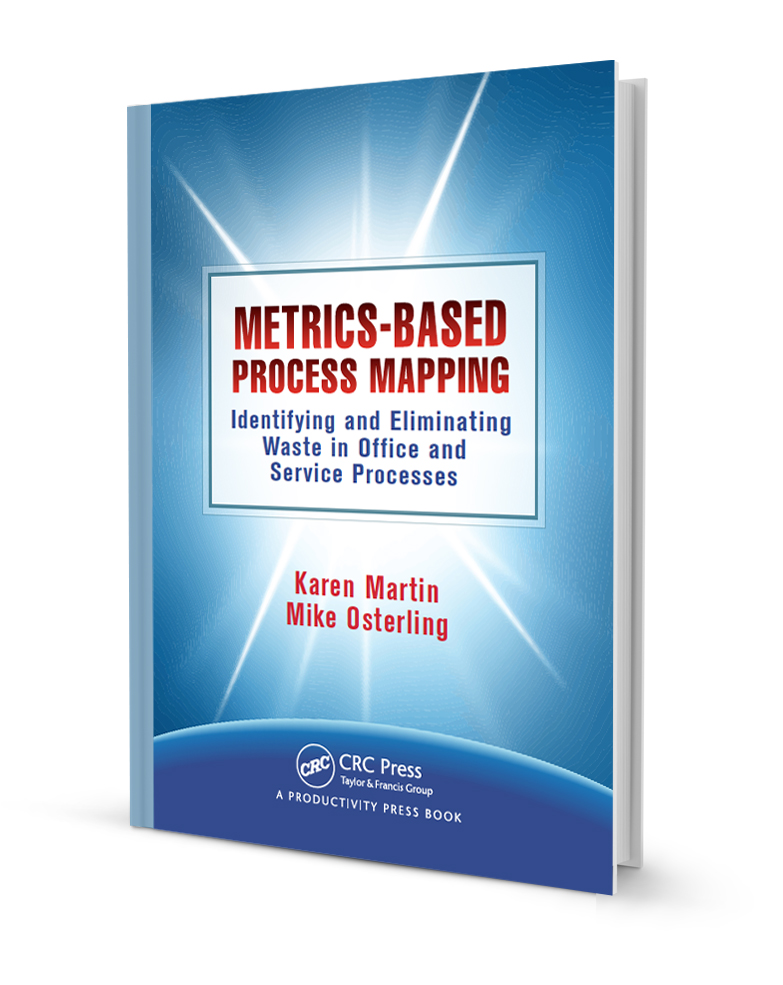 METRICS-BASED
PROCESS MAPPING
Identifying and Eliminating
Waste in Office and
Service Processes
Karen Martin
Mike Osterling
CRC
CRC Press
Taylor & Francis Group
A PRODUCTIVITY PRESS BOOK